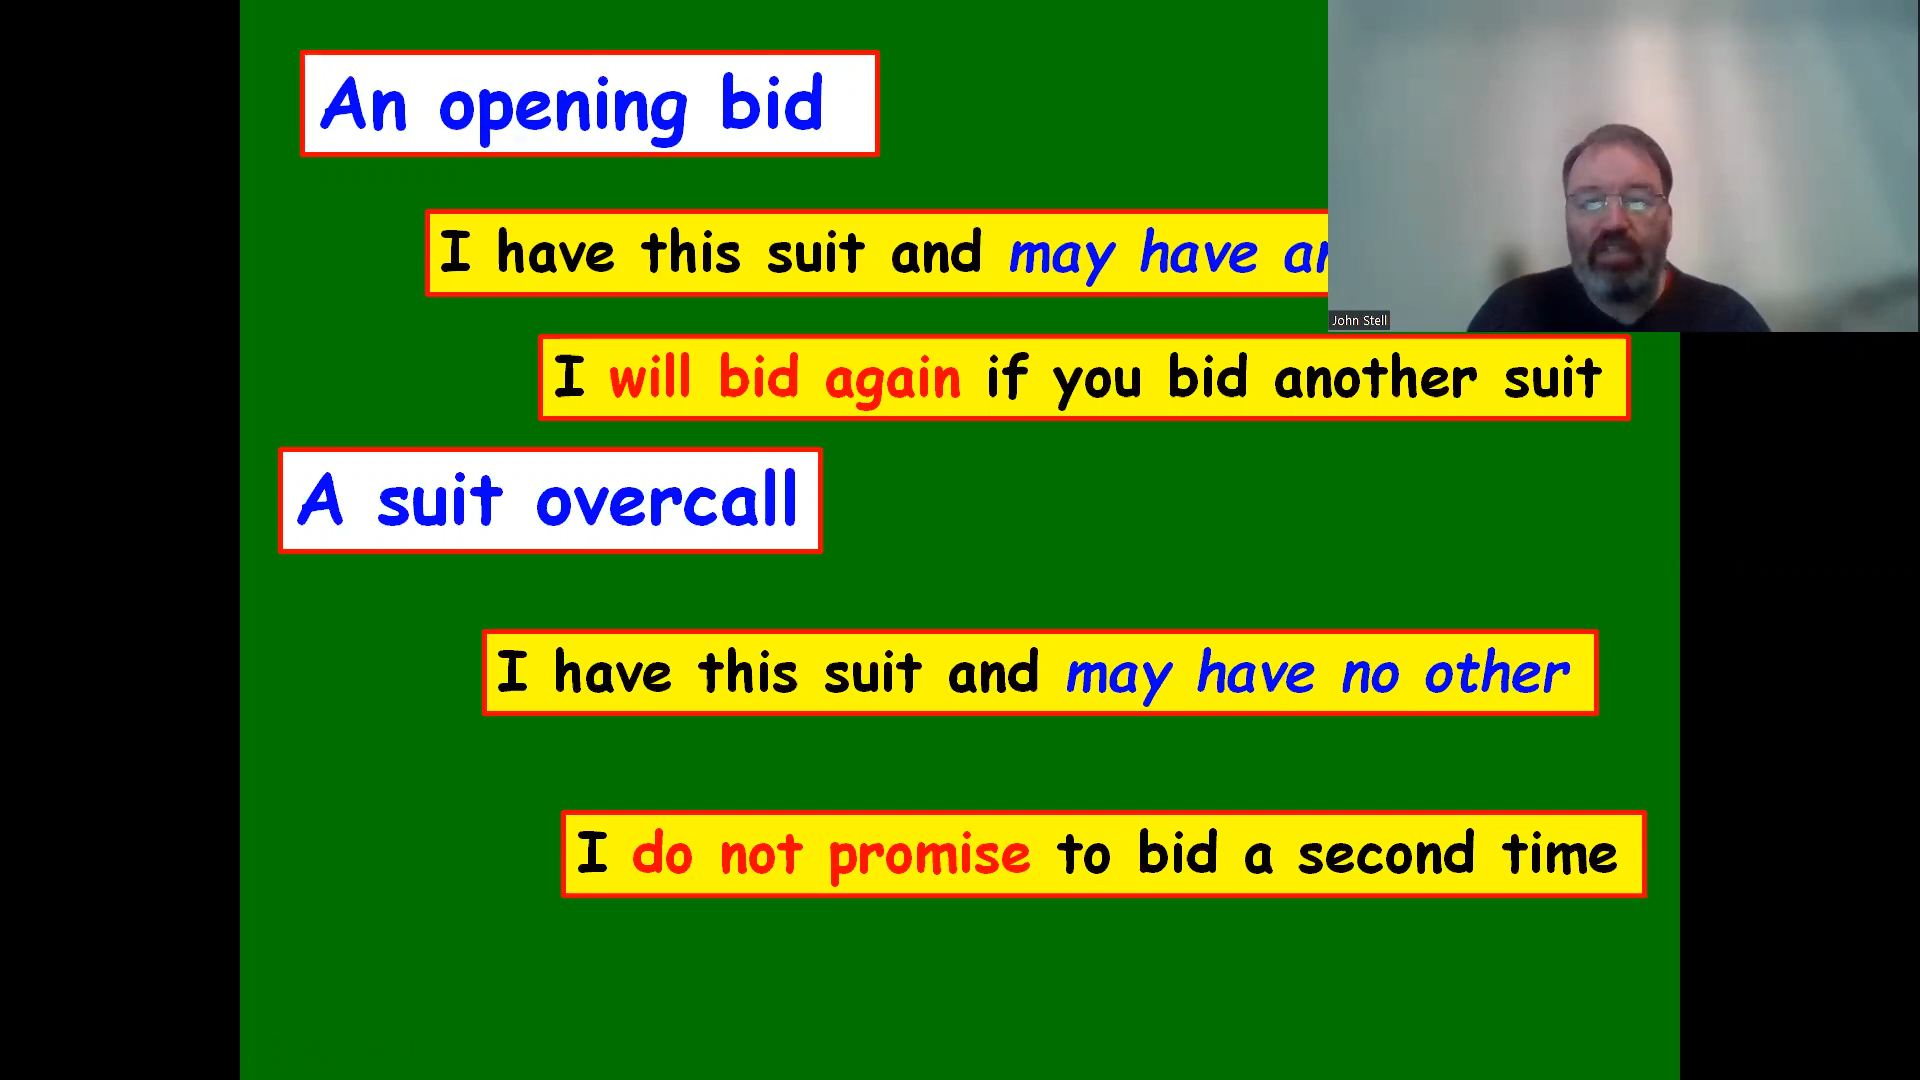 An opening bid
I have this suit and may have
John Stell
I will bid again if you bid another suit
A suit overcall
I have this suit and may have no other
I do not promise to bid a second time